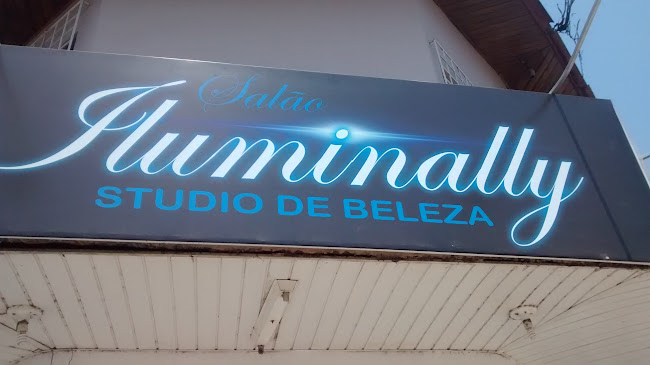 Salão
Iluminally
STUDIO DE BELEZA